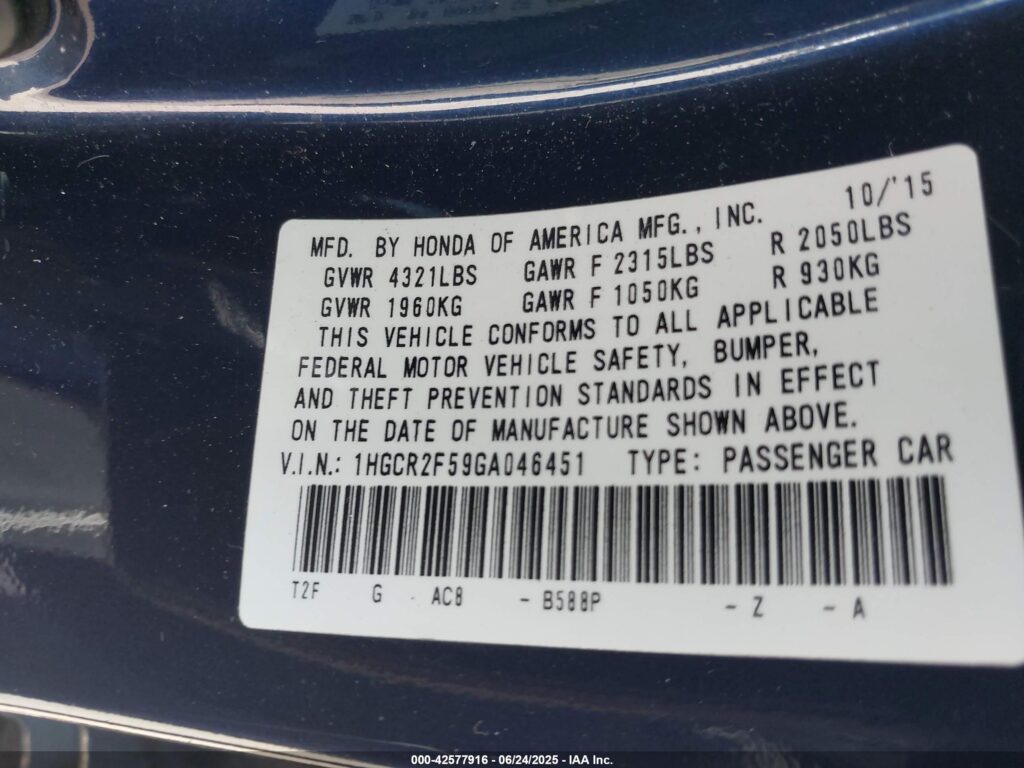 10/'15
MFD. BY HONDA OF AMERICA MFG., INC.
GVWR 4321LBS GAWR F 2315LBS R 2050LBS
GVWR 1960KG GAWR F 1050KG R 930KG
THIS VEHICLE CONFORMS TO ALL APPLICABLE
FEDERAL MOTOR VEHICLE SAFETY, BUMPER,
AND THEFT PREVENTION STANDARDS IN EFFECT
ON THE DATE OF MANUFACTURE SHOWN ABOVE.
V.I.N.: 1HGCR2F59GA046451 TYPE: PASSENGER CAR
T2F G AC8 - B588P - Z - A
000-42577916 - 06/24/2025 - IAA Inc.